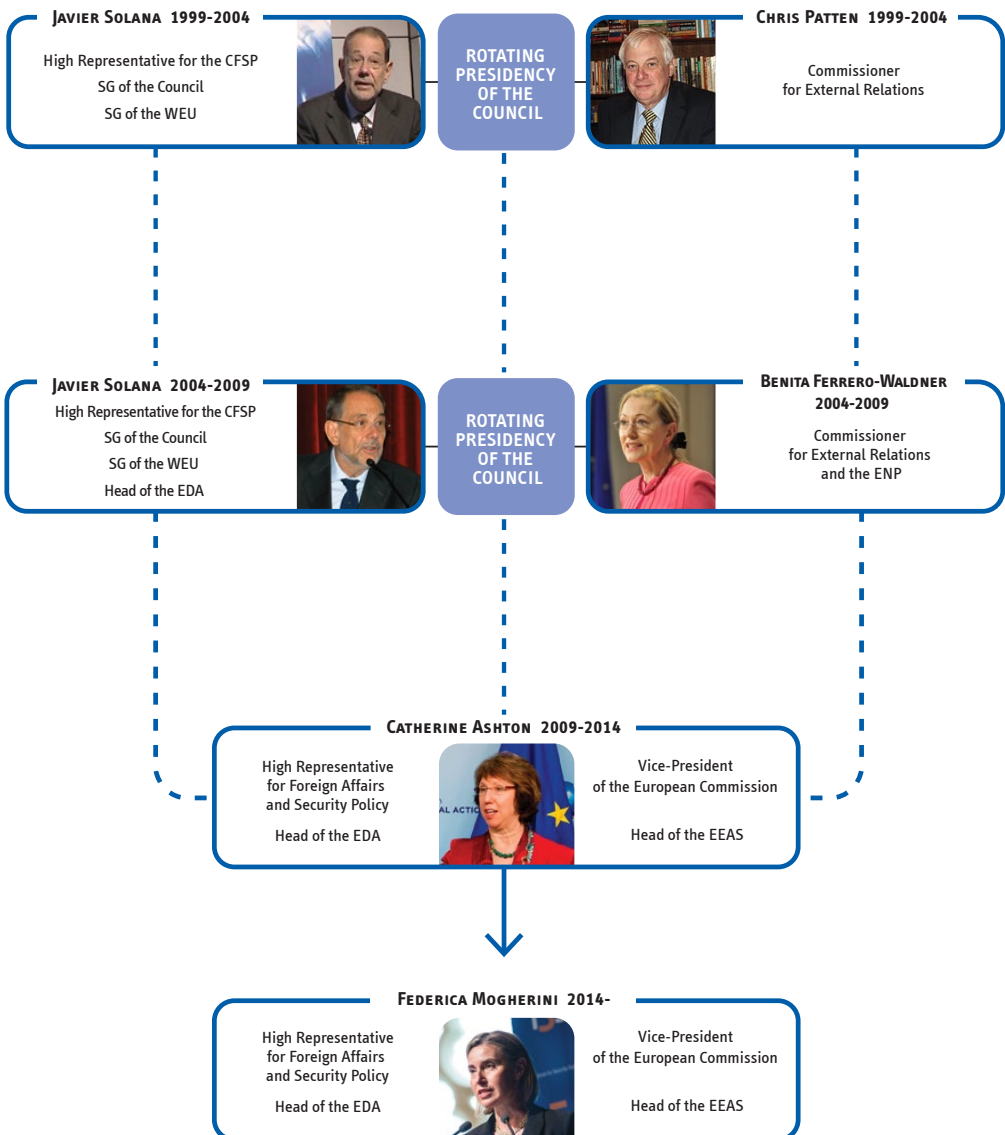 JAVIER SOLANA 1999-2004
High Representative for the CFSP
SG of the Council
SG of the WEU
ROTATING
PRESIDENCY
OF THE
COUNCIL
CHRIS PATTEN 1999-2004
Commissioner
for External Relations
JAVIER SOLANA 2004-2009
High Representative for the CFSP
SG of the Council
SG of the WEU
Head of the EDA
ROTATING
PRESIDENCY
OF THE
COUNCIL
BENITA FERRERO-WALDNER
2004-2009
Commissioner
for External Relations
and the ENP
CATHERINE ASHTON 2009-2014
High Representative
for Foreign Affairs
and Security Policy
Head of the EDA
AL ACTIO
Vice-President
of the European Commission
Head of the EEAS
FEDERICA MOGHERINI 2014-
High Representative
for Foreign Affairs
and Security Policy
Head of the EDA
Vice-President
of the European Commission
Head of the EEAS